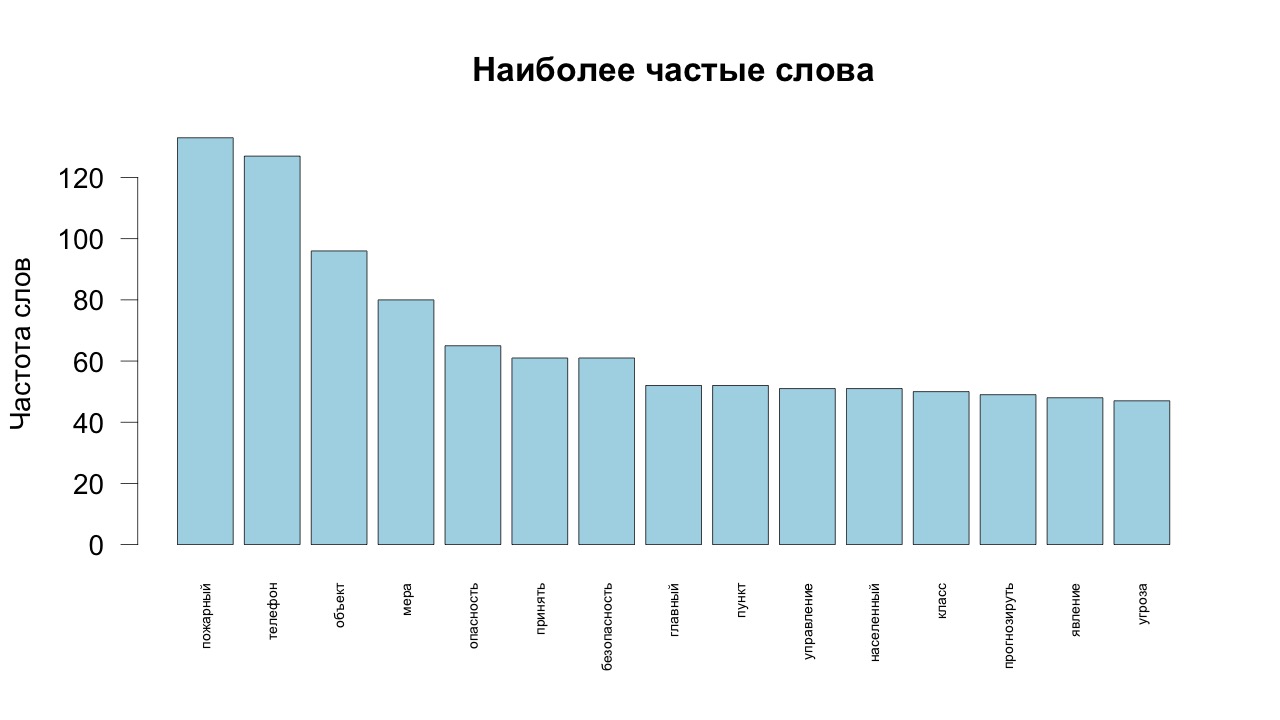 Наиболее частые слова
Частота слов
120
100
80
60
40
20
0
пожарный
телефон
объект
мера
опасность
принять
безопасность
главный
пункт
управление
населенный
класс
прогнозируть
явление
угроза